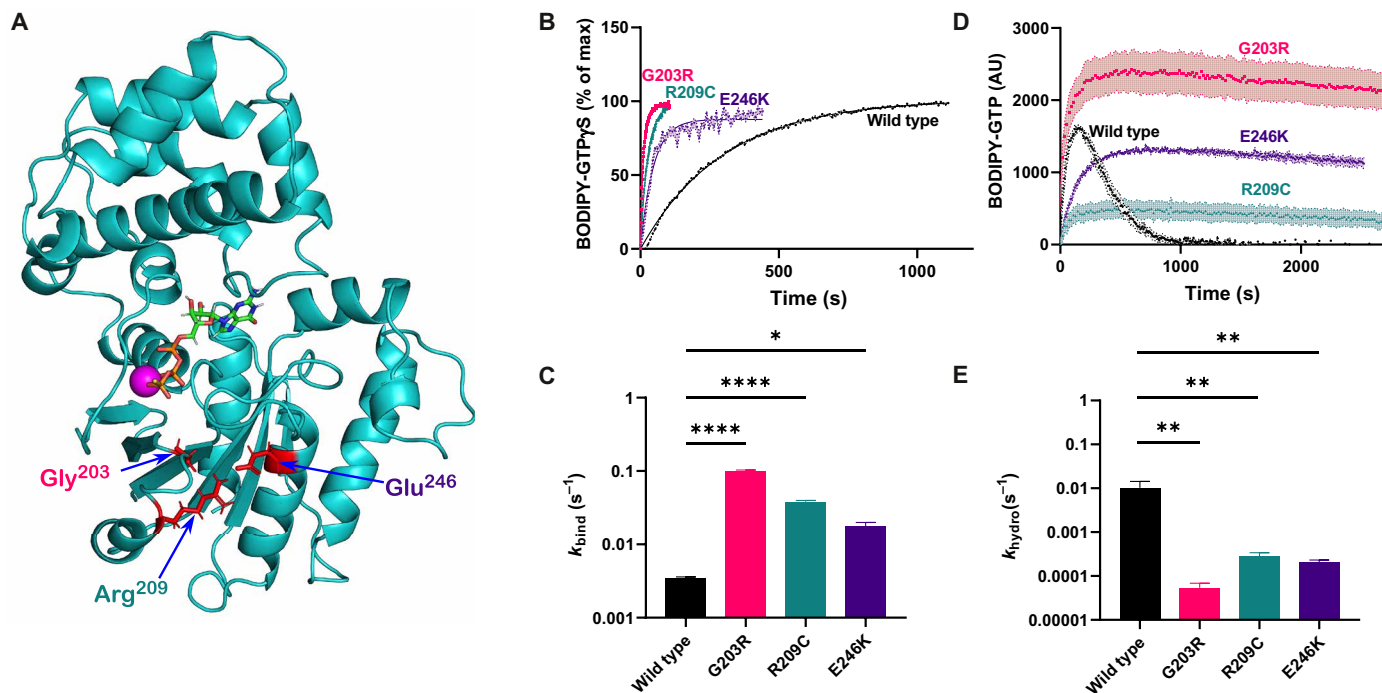 A
Gly203
Arg209
Glu246
B
BODIPY-GTPγS (% of max)
150
100
50
0
G203R
R209C
E246K
Wild type
0
500
1000
Time (s)
D
BODIPY-GTP (AU)
3000
2000
1000
0
G203R
Wild type
E246K
R209C
0
1000
2000
Time (s)
C
kbind (s−1)
1
0.1
0.01
0.001
*
****
****
Wild type
G203R
R209C
E246K
E
khydro(s−1)
1
0.1
0.01
0.001
0.0001
0.00001
**
**
**
Wild type
G203R
R209C
E246K